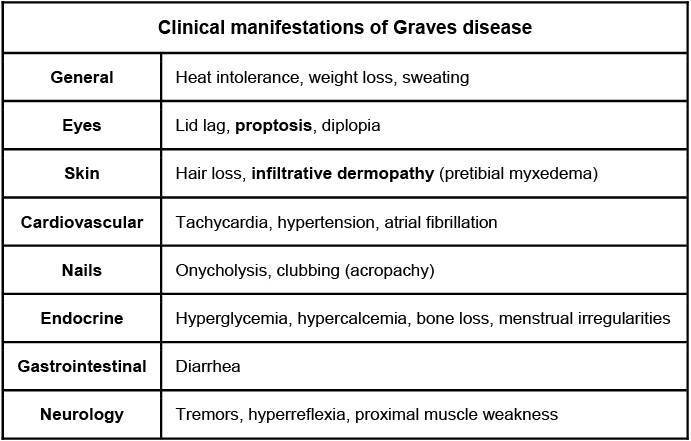 Clinical manifestations of Graves disease
General Heat intolerance, weight loss, sweating
Eyes Lid lag, proptosis, diplopia
Skin Hair loss, infiltrative dermopathy (pretibial myxedema)
Cardiovascular Tachycardia, hypertension, atrial fibrillation
Nails Onycholysis, clubbing (acropachy)
Endocrine Hyperglycemia, hypercalcemia, bone loss, menstrual irregularities
Gastrointestinal Diarrhea
Neurology Tremors, hyperreflexia, proximal muscle weakness